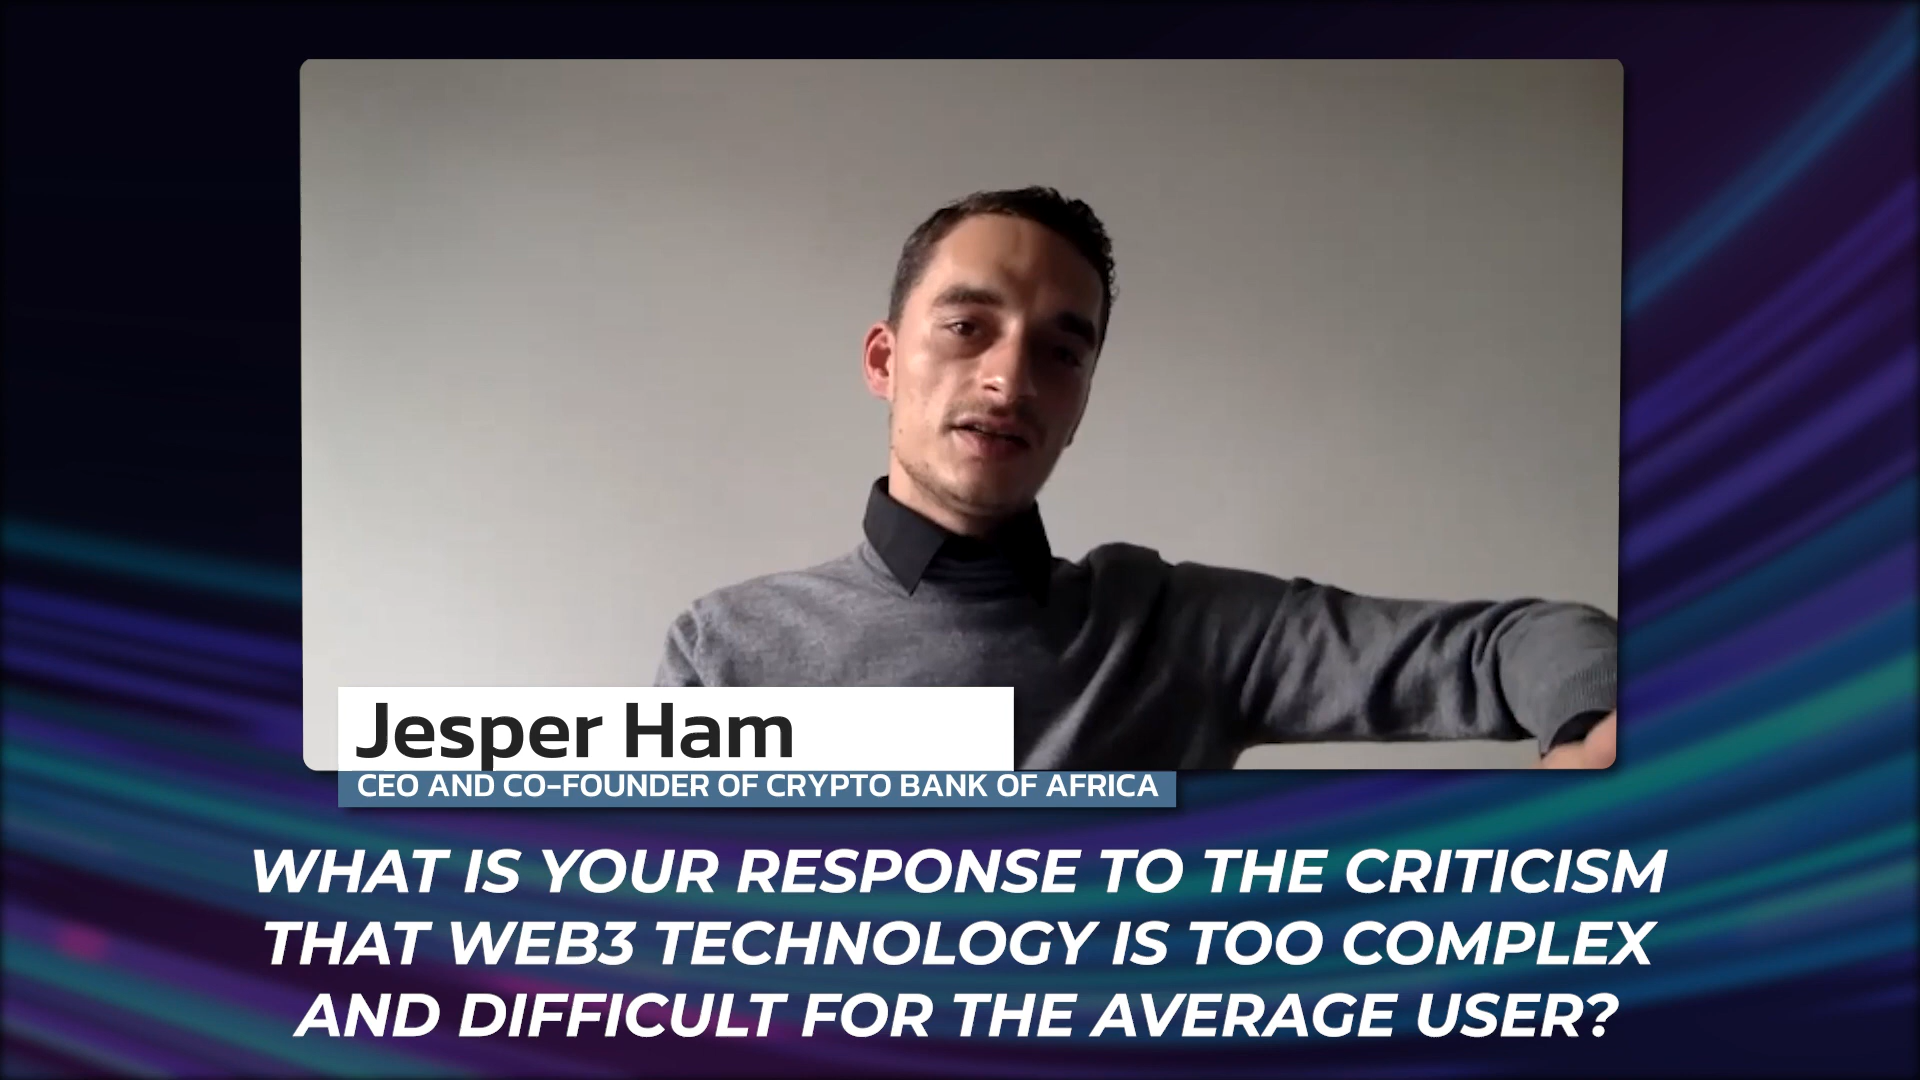 Jesper Ham
CEO AND CO-FOUNDER OF CRYPTO BANK OF AFRICA
WHAT IS YOUR RESPONSE TO THE CRITICISM
THAT WEB3 TECHNOLOGY IS TOO COMPLEX
AND DIFFICULT FOR THE AVERAGE USER?